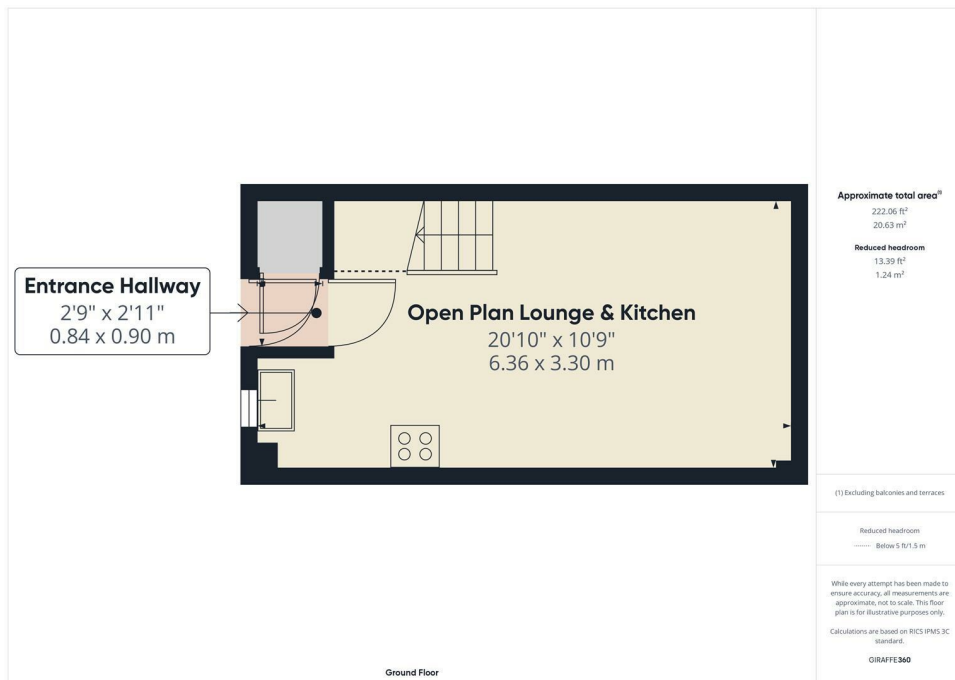 Entrance Hallway
2'9" x 2'11"
0.84 x 0.90 m
Open Plan Lounge & Kitchen
20'10" x 10'9"
6.36 x 3.30 m
Ground Floor
Approximate total area(1)
222.06 ft²
20.63 m²
Reduced headroom
13.39 ft²
1.24 m²
(1) Excluding balconies and terraces
Reduced headroom
Below 5 ft/1.5 m
While every attempt has been made to
ensure accuracy, all measurements are
approximate, not to scale. This floor
plan is for illustrative purposes only.
Calculations are based on RICS IPMS 3C
standard.
GIRAFFE360